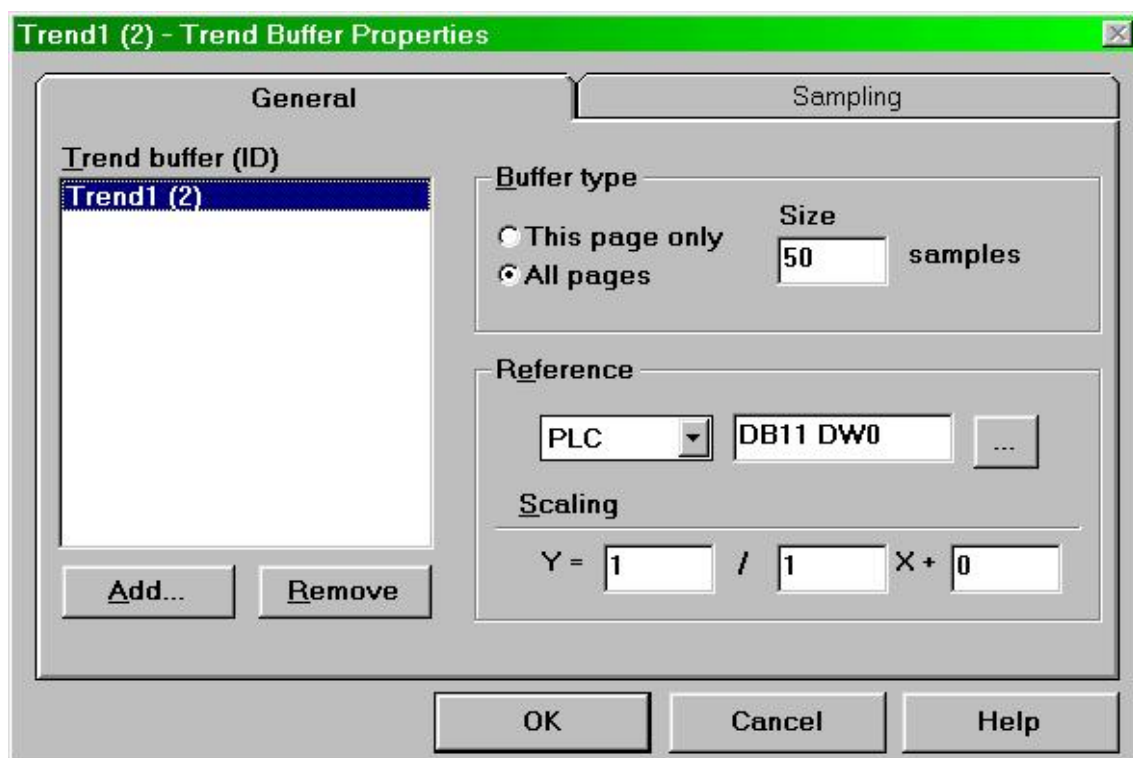 Trend1 (2) - Trend Buffer Properties
General
Sampling
Trend buffer (ID)
Trend1 (2)
Add...
Remove
Buffer type
This page only
All pages
Size
50 samples
Reference
PLC
DB11 DW0
...
Scaling
Y = 1 / 1 X + 0
OK
Cancel
Help